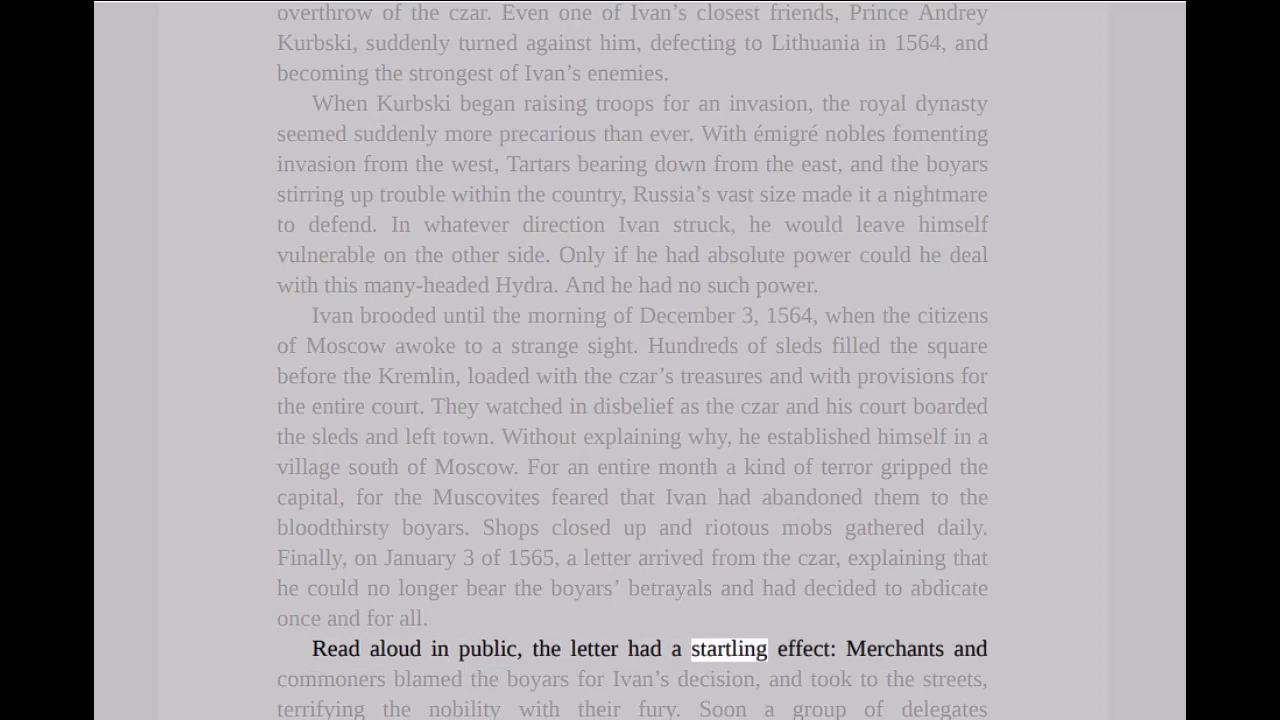 overthrow of the czar. Even one of Ivan’s closest friends, Prince Andrey
Kurbski, suddenly turned against him, defecting to Lithuania in 1564, and
becoming the strongest of Ivan’s enemies.
When Kurbski began raising troops for an invasion, the royal dynasty
seemed suddenly more precarious than ever. With émigré nobles fomenting
invasion from the west, Tartars bearing down from the east, and the boyars
stirring up trouble within the country, Russia’s vast size made it a nightmare
to defend. In whatever direction Ivan struck, he would leave himself
vulnerable on the other side. Only if he had absolute power could he deal
with this many-headed Hydra. And he had no such power.
Ivan brooded until the morning of December 3, 1564, when the citizens
of Moscow awoke to a strange sight. Hundreds of sleds filled the square
before the Kremlin, loaded with the czar’s treasures and with provisions for
the entire court. They watched in disbelief as the czar and his court boarded
the sleds and left town. Without explaining why, he established himself in a
village south of Moscow. For an entire month a kind of terror gripped the
capital, for the Muscovites feared that Ivan had abandoned them to the
bloodthirsty boyars. Shops closed up and riotous mobs gathered daily.
Finally, on January 3 of 1565, a letter arrived from the czar, explaining that
he could no longer bear the boyars’ betrayals and had decided to abdicate
once and for all.
Read aloud in public, the letter had a startling effect: Merchants and
commoners blamed the boyars for Ivan’s decision, and took to the streets,
terrifying the nobility with their fury. Soon a group of delegates